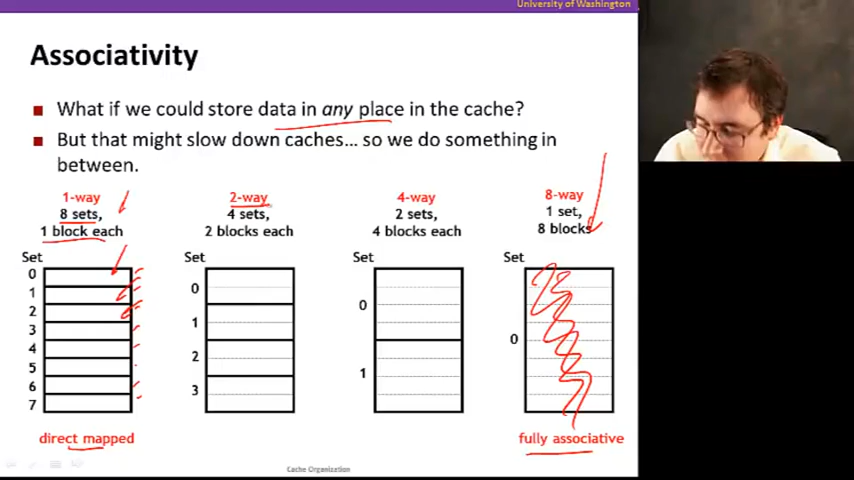 University of Washington
Associativity
What if we could store data in any place in the cache?
But that might slow down caches... so we do something in
between.
1-way
8 sets,
1 block each
2-way
4 sets,
2 blocks each
4-way
2 sets,
4 blocks each
8-way
1 set,
8 blocks
Set
0
1
2
3
4
5
6
7
Set
0
1
2
3
Set
0
1
Set
0
direct mapped
fully associative
Cache Organization